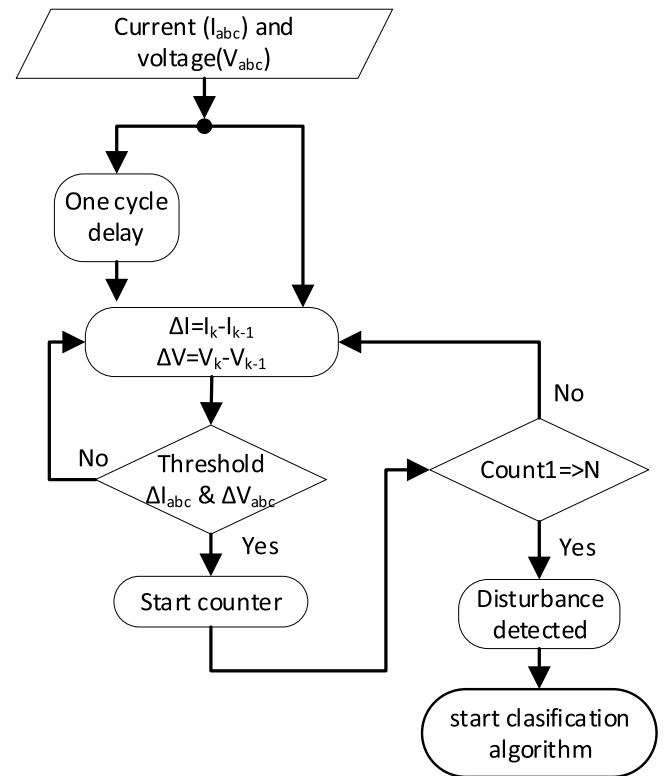 Current (Iabc) and
voltage(Vabc)
One cycle
delay
ΔI=Ik-Ik-1
ΔV=Vk-Vk-1
No
Threshold
ΔIabc & ΔVabc
Yes
Start counter
No
Count1=>N
Yes
Disturbance
detected
start clasification
algorithm